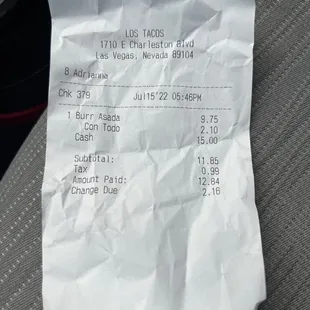 LOS TACOS
1710 E Charleston Blvd
Las Vegas, Nevada 89104
8 Adrianna
Chk 379 Jul15'22 05:46PM
1 Burr Asada 9.75
Con Todo 2.10
Cash 15.00
Subtotal: 11.85
Tax 0.99
Amount Paid: 12.84
Change Due 2.16